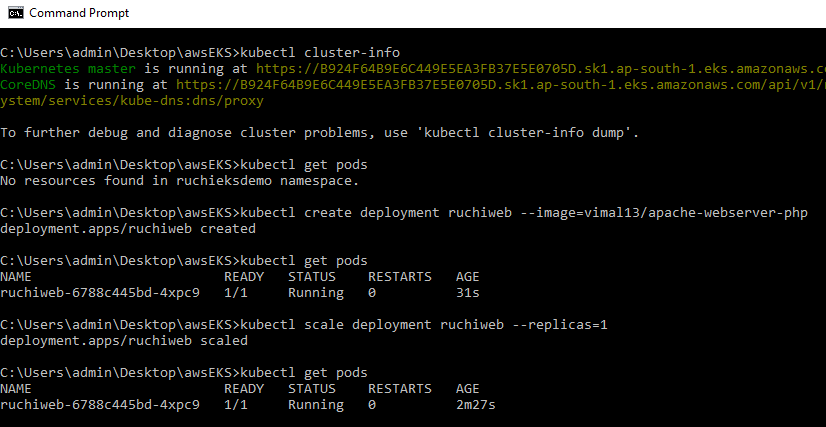 Command Prompt
C:\Users\admin\Desktop\awsEKS>kubectl cluster-info
Kubernetes master is running at https://B924F64B9E6C449E5EA3FB37E5E0705D.sk1.ap-south-1.eks.amazonaws.c
CoreDNS is running at https://B924F64B9E6C449E5EA3FB37E5E0705D.sk1.ap-south-1.eks.amazonaws.com/api/v1/
ystem/services/kube-dns:dns/proxy
To further debug and diagnose cluster problems, use 'kubectl cluster-info dump'.
C:\Users\admin\Desktop\awsEKS>kubectl get pods
No resources found in ruchieksdemo namespace.
C:\Users\admin\Desktop\awsEKS>kubectl create deployment ruchiweb --image=vimal13/apache-webserver-php
deployment.apps/ruchiweb created
C:\Users\admin\Desktop\awsEKS>kubectl get pods
NAME READY STATUS RESTARTS AGE
ruchiweb-6788c445bd-4xpc9 1/1 Running 0 31s
C:\Users\admin\Desktop\awsEKS>kubectl scale deployment ruchiweb --replicas=1
deployment.apps/ruchiweb scaled
C:\Users\admin\Desktop\awsEKS>kubectl get pods
NAME READY STATUS RESTARTS AGE
ruchiweb-6788c445bd-4xpc9 1/1 Running 0 2m27s